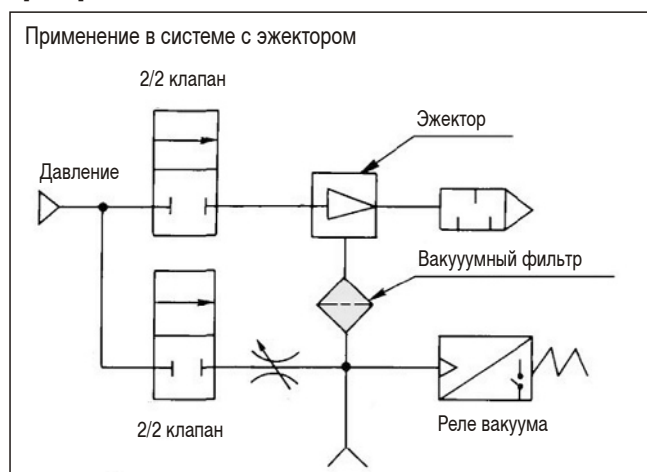 Применение в системе с эжектором
2/2 клапан
Эжектор
Давление
Вакууумный фильтр
2/2 клапан
Реле вакуума